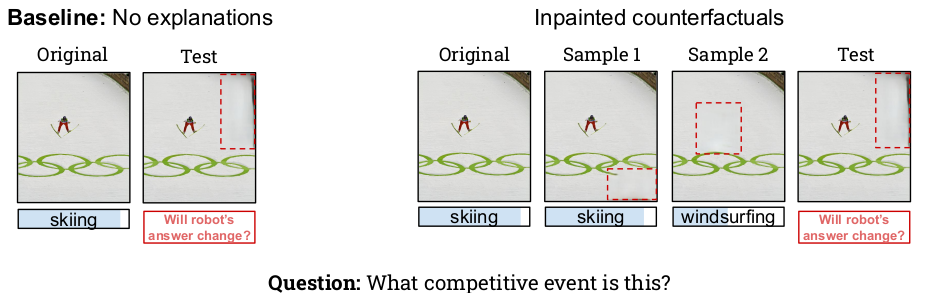 Baseline: No explanations
Original
Test
skiing
Will robot's
answer change?
Inpainted counterfactuals
Original
Sample 1
Sample 2
Test
skiing
skiing
windsurfing
Will robot's
answer change?
Question: What competitive event is this?